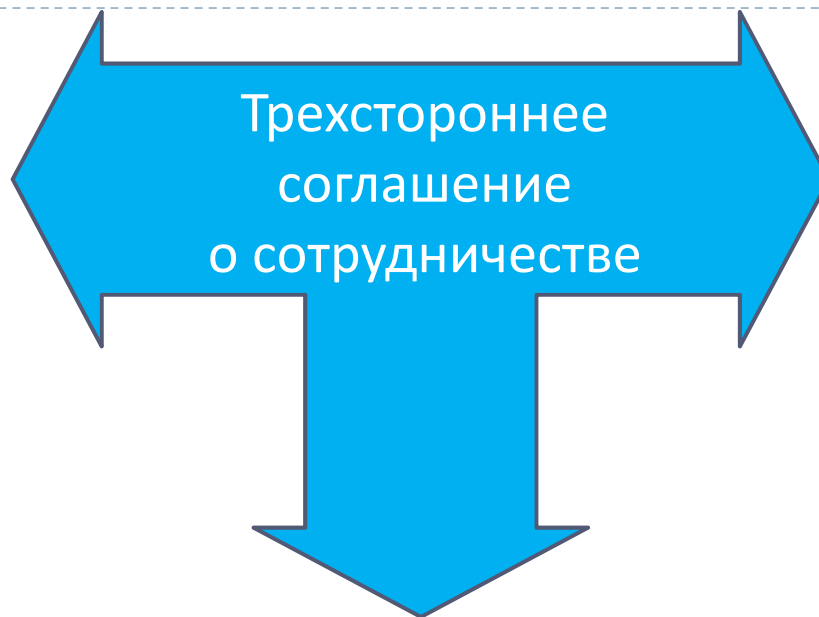 Трехстороннее
соглашение
о сотрудничестве